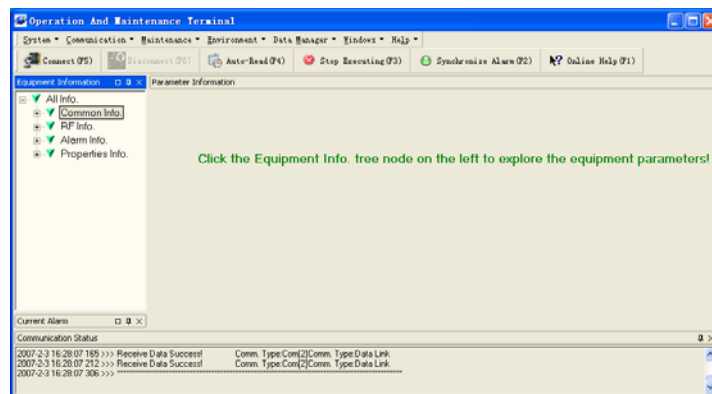 Operation And Maintenance Terminal
System Communication Maintenance Environment Data Manager Windows Help
Connect(F5) Disconnect(F6) Auto-Read(F4) Stop Executing(F3) Synchronize Alarm(F2) Online Help(F1)
Equipment Information Parameter Information
All Info.
Common Info.
RF Info.
Alarm Info.
Properties Info.
Click the Equipment Info. tree node on the left to explore the equipment parameters!
Current Alarm
Communication Status
2007-2-3 16:28:07 165 >>> Receive Data Success! Comm. Type:Com[2]Comm. Type:Data Link
2007-2-3 16:28:07 212 >>> Receive Data Success! Comm. Type:Com[2]Comm. Type:Data Link
2007-2-3 16:28:07 306 >>>